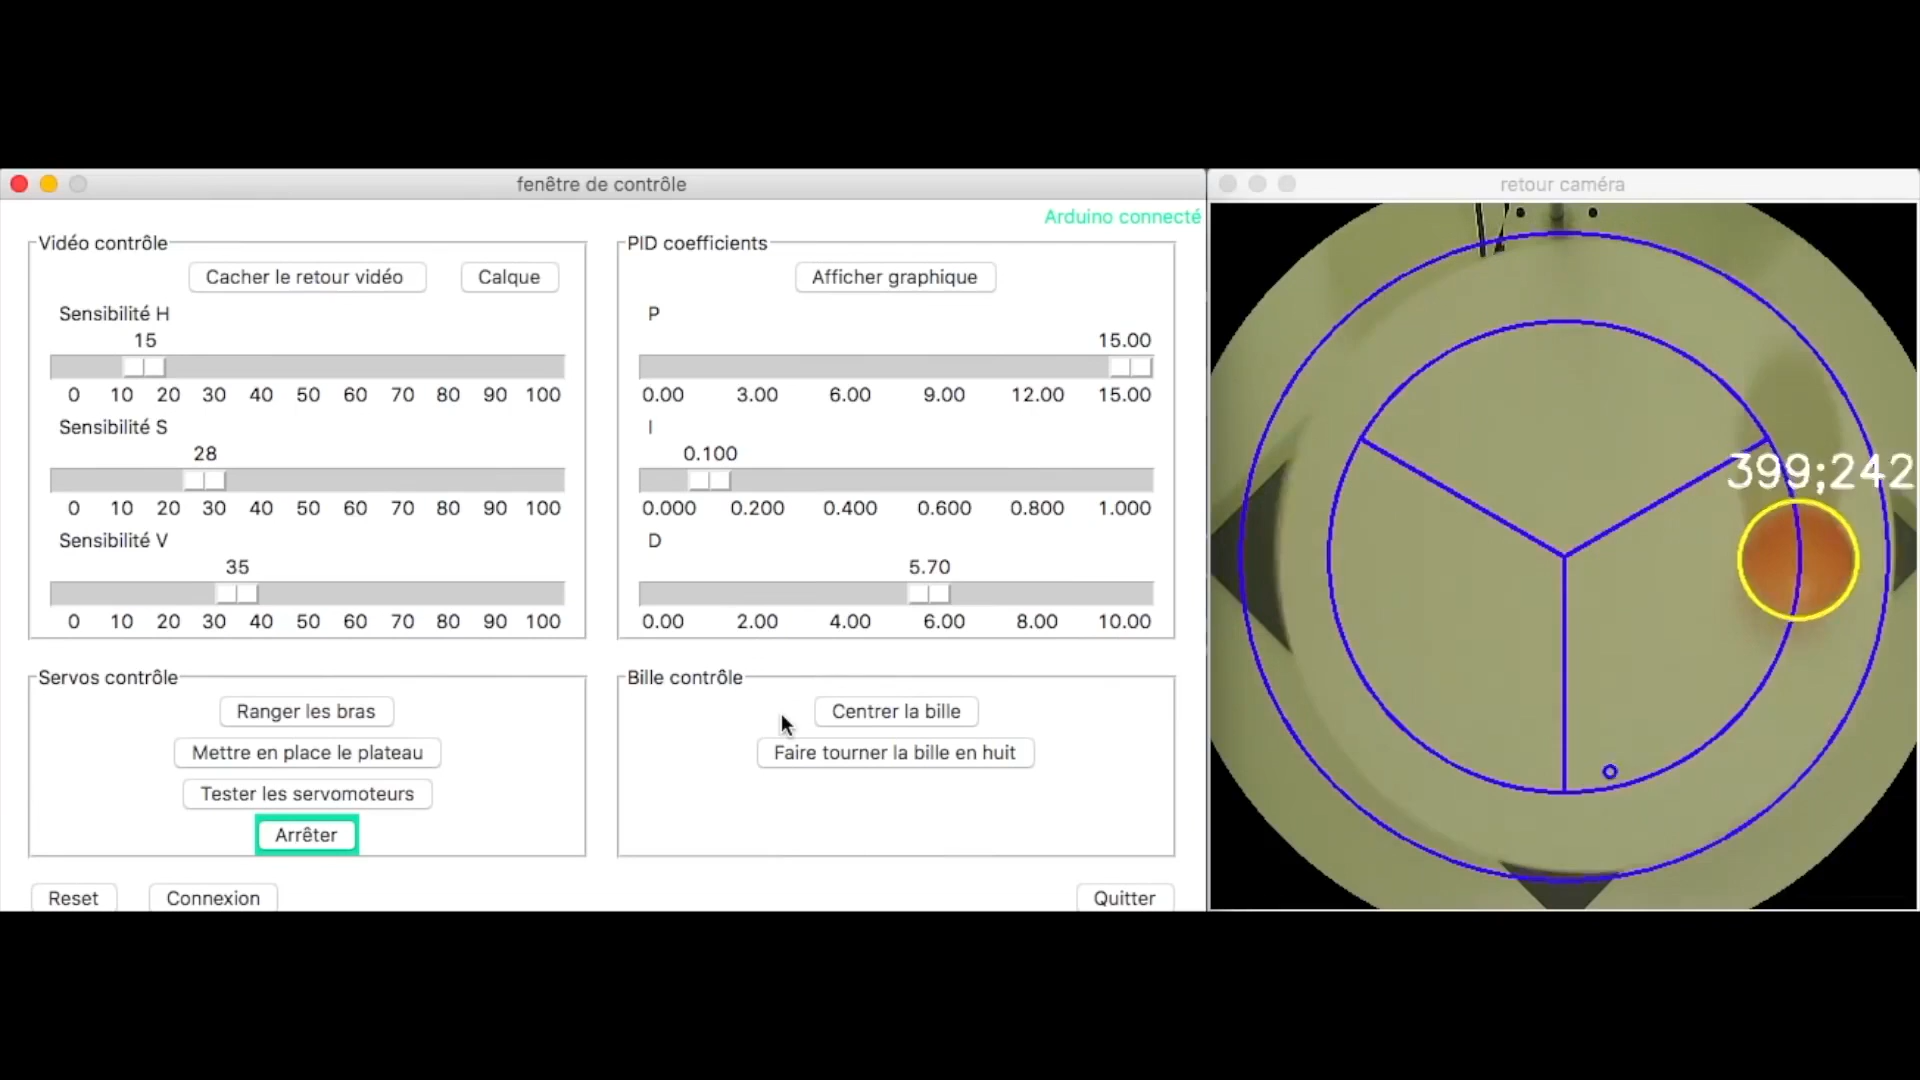 fenêtre de contrôle
Arduino connecté
Vidéo contrôle
Cacher le retour vidéo Calque
Sensibilité H
15
0 10 20 30 40 50 60 70 80 90 100
Sensibilité S
28
0 10 20 30 40 50 60 70 80 90 100
Sensibilité V
35
0 10 20 30 40 50 60 70 80 90 100
PID coefficients
Afficher graphique
P
15.00
0.00 3.00 6.00 9.00 12.00 15.00
I
0.100
0.000 0.200 0.400 0.600 0.800 1.000
D
5.70
0.00 2.00 4.00 6.00 8.00 10.00
Servos contrôle
Ranger les bras
Mettre en place le plateau
Tester les servomoteurs
Arrêter
Bille contrôle
Centrer la bille
Faire tourner la bille en huit
Reset Connexion Quitter
retour caméra
399;242